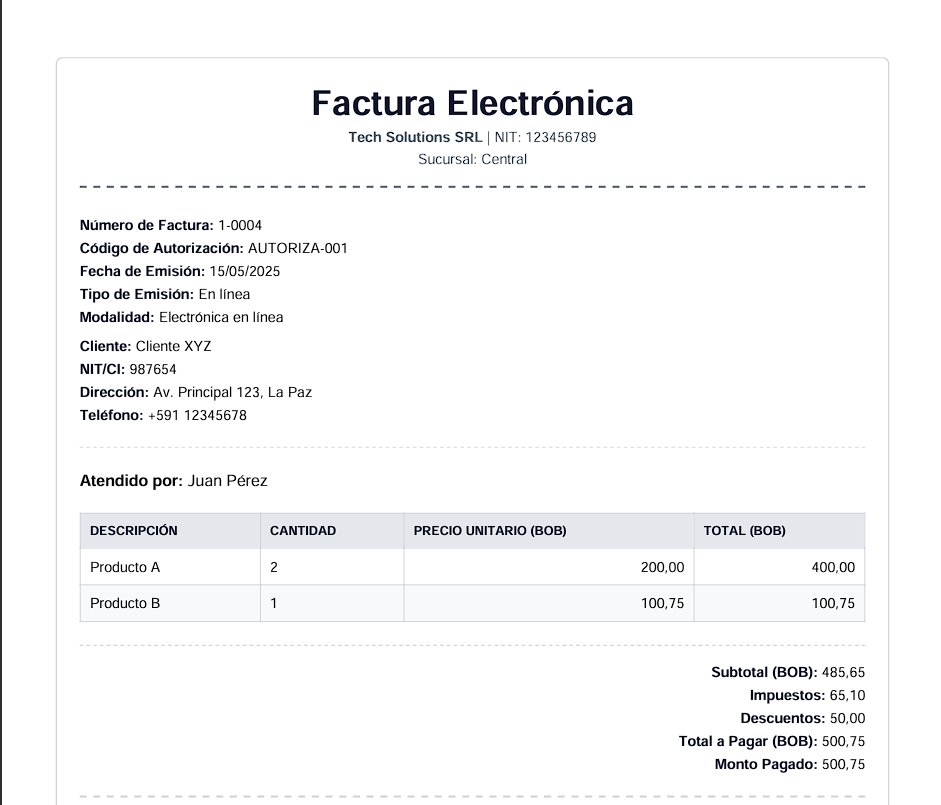 Factura Electrónica
Tech Solutions SRL | NIT: 123456789
Sucursal: Central
Número de Factura: 1-0004
Código de Autorización: AUTORIZA-001
Fecha de Emisión: 15/05/2025
Tipo de Emisión: En línea
Modalidad: Electrónica en línea
Cliente: Cliente XYZ
NIT/CI: 987654
Dirección: Av. Principal 123, La Paz
Teléfono: +591 12345678
Atendido por: Juan Pérez
DESCRIPCIÓN CANTIDAD PRECIO UNITARIO (BOB) TOTAL (BOB)
Producto A 2 200,00 400,00
Producto B 1 100,75 100,75
Subtotal (BOB): 485,65
Impuestos: 65,10
Descuentos: 50,00
Total a Pagar (BOB): 500,75
Monto Pagado: 500,75